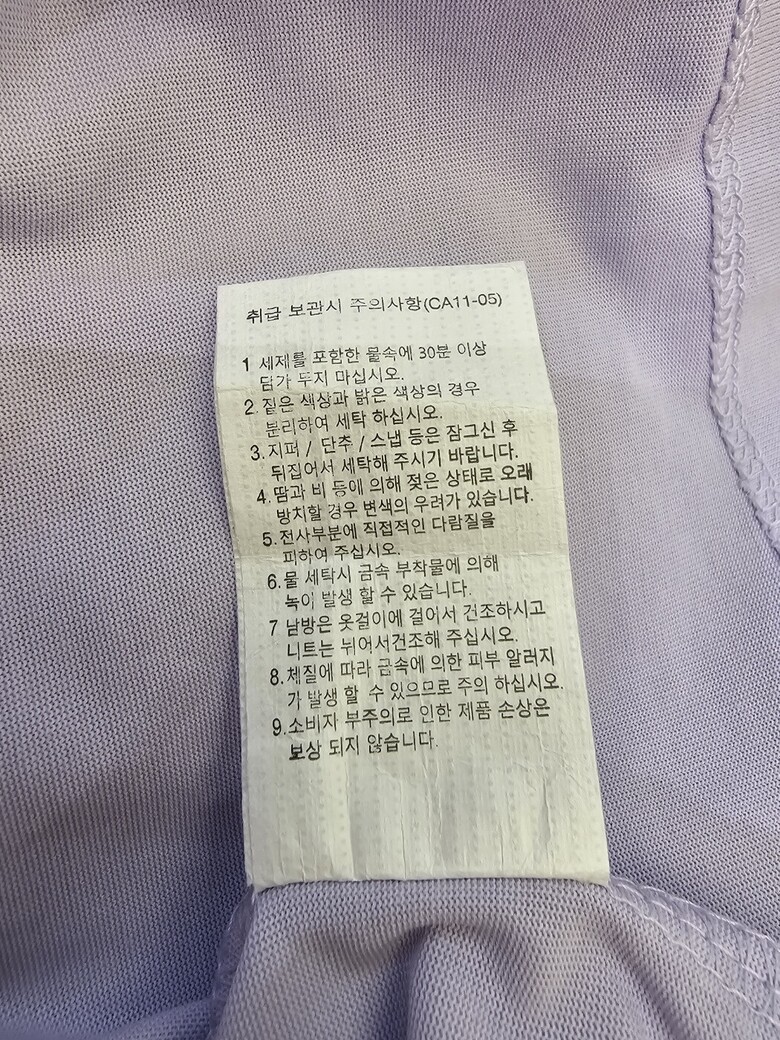 취급 보관시 주의사항(CA11-05)
1 세제를 포함한 물속에 30분 이상
담가 두지 마십시오.
2. 짙은 색상과 밝은 색상의 경우
분리하여 세탁 하십시오.
3. 지퍼 / 단추 / 스냅 등은 잠그신 후
뒤집어서 세탁해 주시기 바랍니다.
4. 땀과 비 등에 의해 젖은 상태로 오래
방치할 경우 변색의 우려가 있습니다.
5. 전사부분에 직접적인 다람질을
피하여 주십시오.
6. 물 세탁시 금속 부착물에 의해
녹이 발생 할 수 있습니다.
7 남방은 옷걸이에 걸어서 건조하시고
니트는 뉘어서건조해 주십시오.
8. 체질에 따라 금속에 의한 피부 알러지
가 발생 할 수 있으므로 주의 하십시오.
9. 소비자 부주의로 인한 제품 손상은
보상 되지 않습니다.